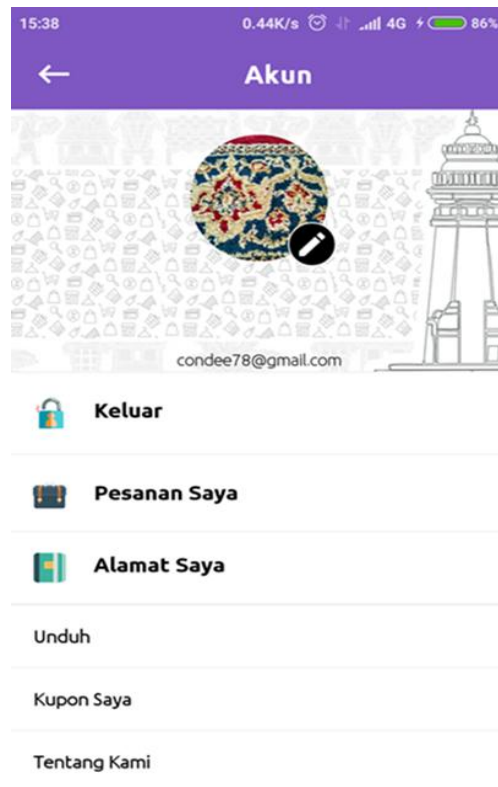 15:38 0.44K/s 4G 86%
Akun
condee78@gmail.com
Keluar
Pesanan Saya
Alamat Saya
Unduh
Kupon Saya
Tentang Kami